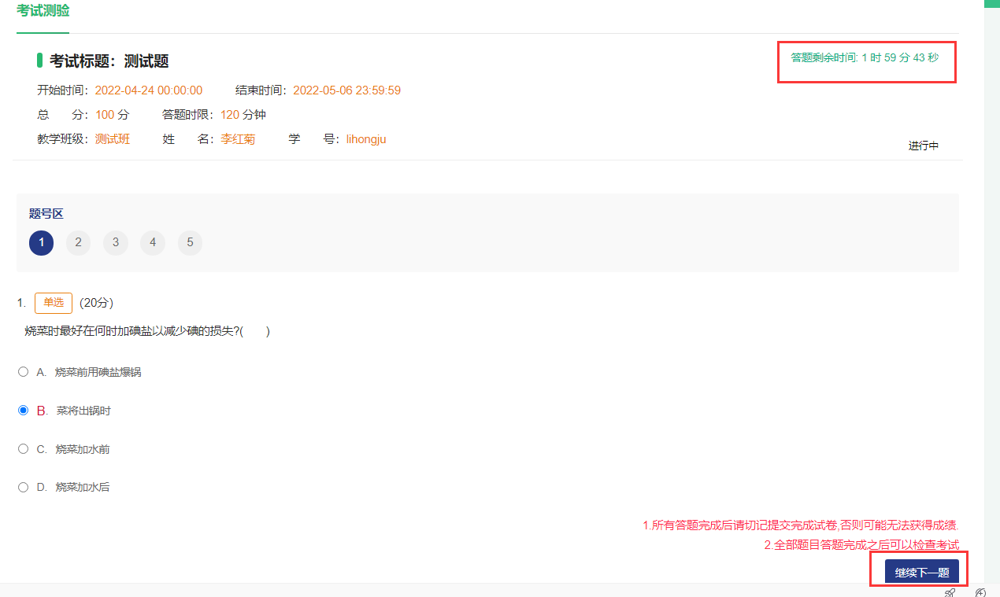 考试测验
考试标题：测试题
答题剩余时间: 1 时 59 分 43 秒
开始时间：2022-04-24 00:00:00 结束时间：2022-05-06 23:59:59
总 分：100 分 答题时限：120 分钟
教学班级：测试班 姓 名：李红菊 学 号：lihongju
进行中
题号区
1 2 3 4 5
1. 单选 (20分)
烧菜时最好在何时加碘盐以减少碘的损失?( )
A. 烧菜前用碘盐爆锅
B. 菜将出锅时
C. 烧菜加水前
D. 烧菜加水后
1.所有答题完成后请切记提交完成试卷,否则可能无法获得成绩.
2.全部题目答题完成之后可以检查考试
继续下一题